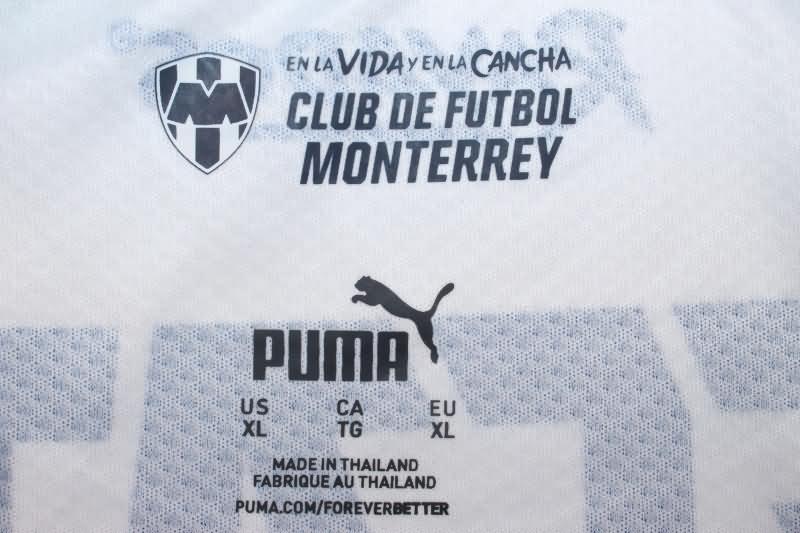 EN LA VIDA Y EN LA CANCHA
CLUB DE FUTBOL
MONTERREY
M
PUMA
US CA EU
XL TG XL
MADE IN THAILAND
FABRIQUE AU THAILAND
PUMA.COM/FOREVERBETTER